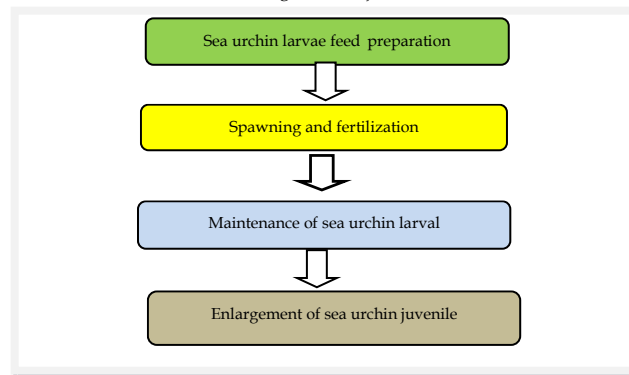 Sea urchin larvae feed preparation
Spawning and fertilization
Maintenance of sea urchin larval
Enlargement of sea urchin juvenile